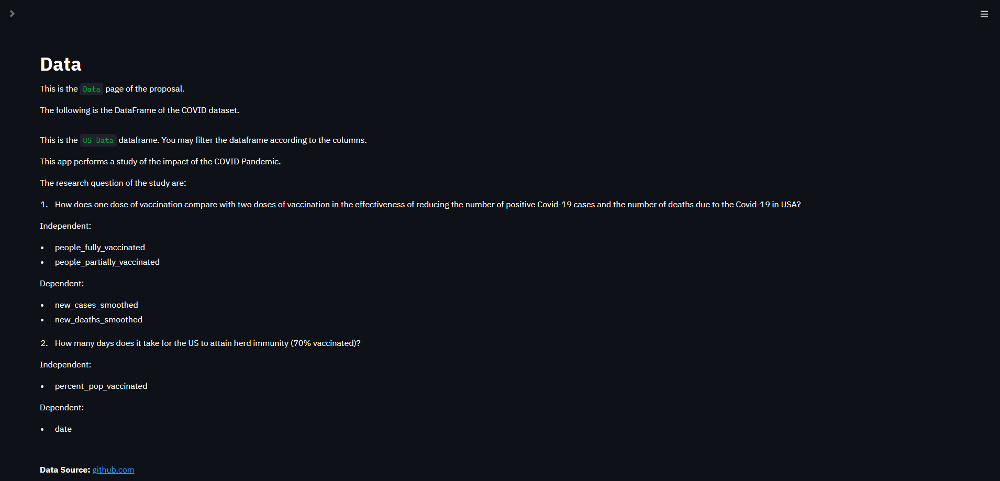 Data
This is the Data page of the proposal.
The following is the DataFrame of the COVID dataset.
This is the US Data dataframe. You may filter the dataframe according to the columns.
This app performs a study of the impact of the COVID Pandemic.
The research question of the study are:
1. How does one dose of vaccination compare with two doses of vaccination in the effectiveness of reducing the number of positive Covid-19 cases and the number of deaths due to the Covid-19 in USA?
Independent:
• people_fully_vaccinated
• people_partially_vaccinated
Dependent:
• new_cases_smoothed
• new_deaths_smoothed
2. How many days does it take for the US to attain herd immunity (70% vaccinated)?
Independent:
• percent_pop_vaccinated
Dependent:
• date
Data Source: github.com